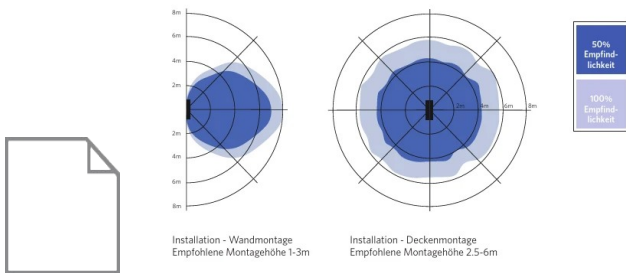 8m
6m
4m
2m
2m
4m
6m
8m
2m
4m
6m
8m
50%
Empfind-
lichkeit
100%
Empfind-
lichkeit
Installation - Wandmontage
Empfohlene Montagehöhe 1-3m
Installation - Deckenmontage
Empfohlene Montagehöhe 2.5-6m